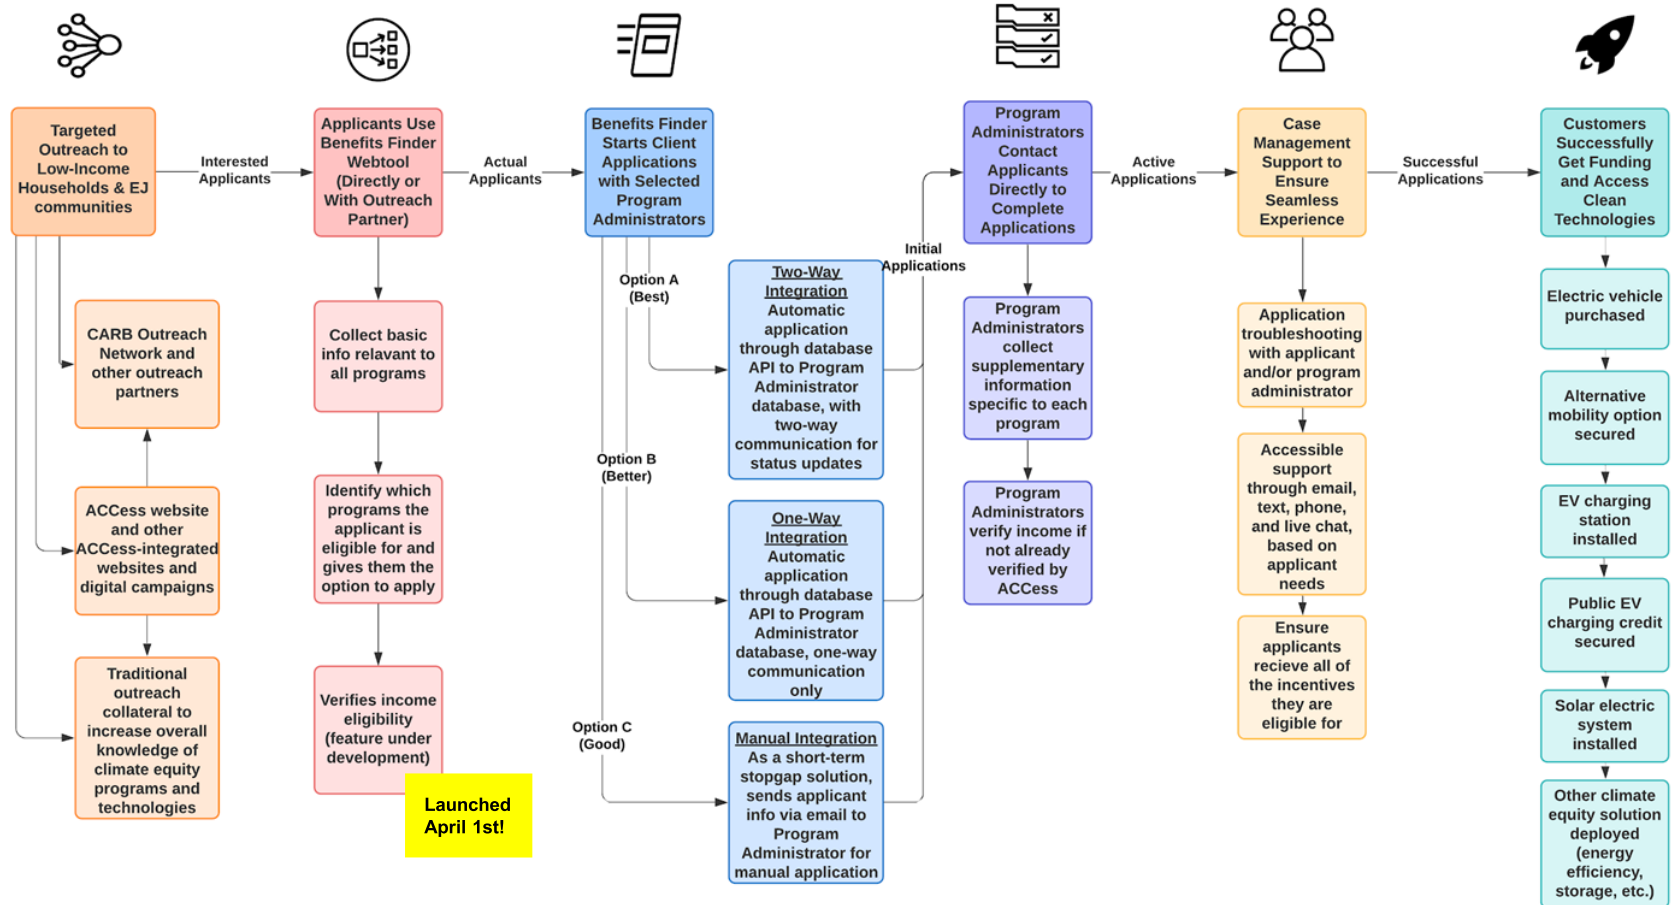 Targeted
Outreach to
Low-Income
Households & EJ
communities
Interested
Applicants
Applicants Use
Benefits Finder
Webtool
(Directly or
With Outreach
Partner)
Actual
Applicants
Benefits Finder
Starts Client
Applications
with Selected
Program
Administrators
Initial
Applications
Program
Administrators
Contact
Applicants
Directly to
Complete
Applications
Active
Applications
Case
Management
Support to
Ensure
Seamless
Experience
Successful
Applications
Customers
Successfully
Get Funding
and Access
Clean
Technologies
CARB Outreach
Network and
other outreach
partners
ACCess website
and other
ACCess-integrated
websites and
digital campaigns
Traditional
outreach
collateral to
increase overall
knowledge of
climate equity
programs and
technologies
Collect basic
info relavant to
all programs
Identify which
programs the
applicant is
eligible for and
gives them the
option to apply
Verifies income
eligibility
(feature under
development)
Launched
April 1st!
Option A
(Best)
Two-Way
Integration
Automatic
application
through database
API to Program
Administrator
database, with
two-way
communication for
status updates
Option B
(Better)
One-Way
Integration
Automatic
application
through database
API to Program
Administrator
database, one-way
communication
only
Option C
(Good)
Manual Integration
As a short-term
stopgap solution,
sends applicant
info via email to
Program
Administrator for
manual application
Program
Administrators
collect
supplementary
information
specific to each
program
Program
Administrators
verify income if
not already
verified by
ACCess
Application
troubleshooting
with applicant
and/or program
administrator
Accessible
support
through email,
text, phone,
and live chat,
based on
applicant
needs
Ensure
applicants
recieve all of
the incentives
they are
eligible for
Electric vehicle
purchased
Alternative
mobility option
secured
EV charging
station
installed
Public EV
charging credit
secured
Solar electric
system
installed
Other climate
equity solution
deployed
(energy
efficiency,
storage, etc.)